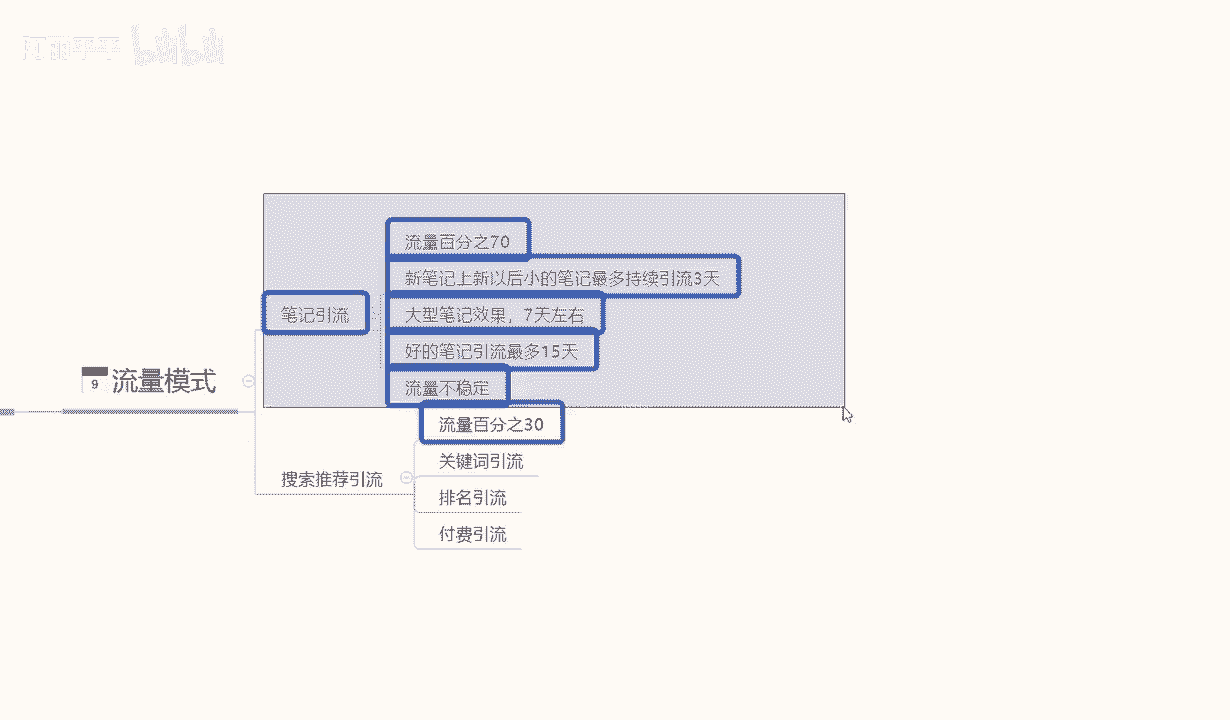 bilibili
流量百分之70
新笔记上新以后小的笔记最多持续引流3天
笔记引流
大型笔记效果，7天左右
好的笔记引流最多15天
9 流量模式
流量不稳定
流量百分之30
关键词引流
搜索推荐引流
排名引流
付费引流